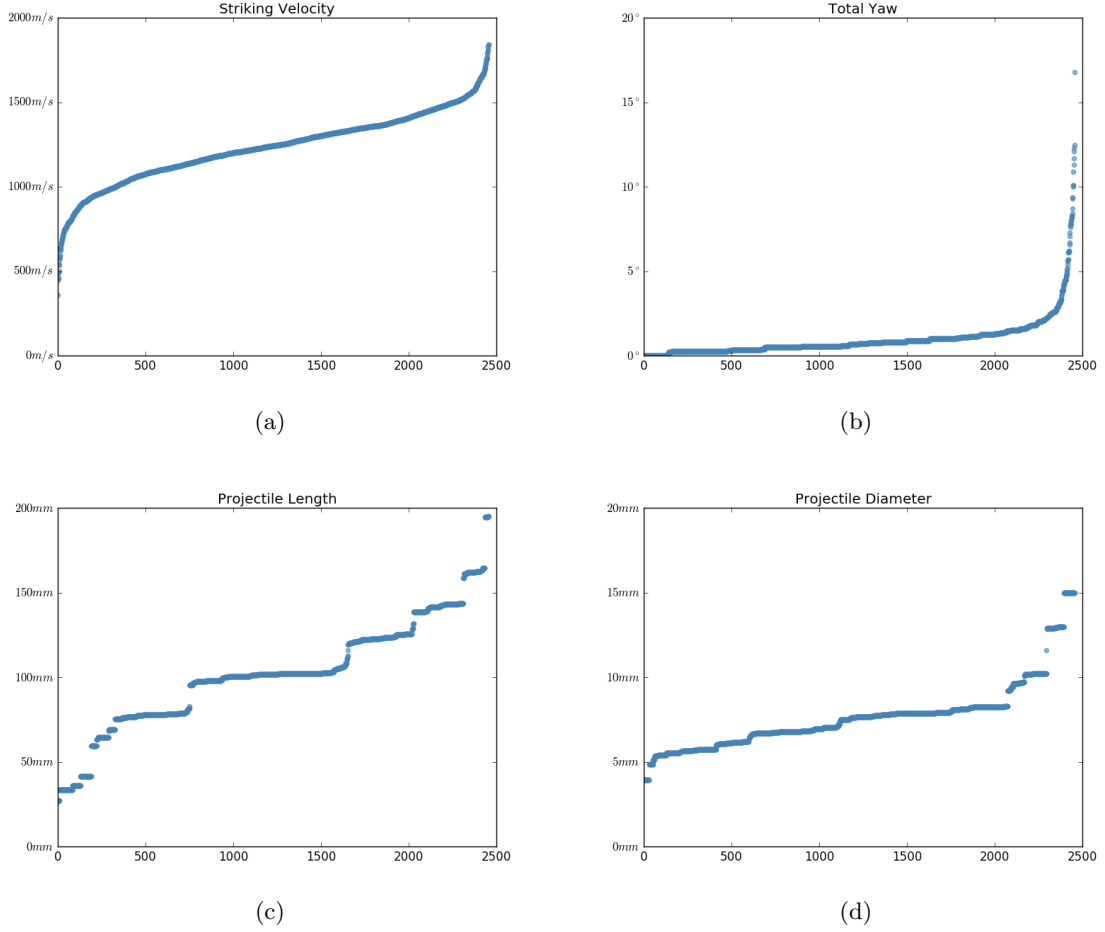 Striking Velocity
2000m/s
1500m/s
1000m/s
500m/s
0m/s
0 500 1000 1500 2000 2500
(a)
Total Yaw
20°
15°
10°
5°
0°
0 500 1000 1500 2000 2500
(b)
Projectile Length
200mm
150mm
100mm
50mm
0mm
0 500 1000 1500 2000 2500
(c)
Projectile Diameter
20mm
15mm
10mm
5mm
0mm
0 500 1000 1500 2000 2500
(d)